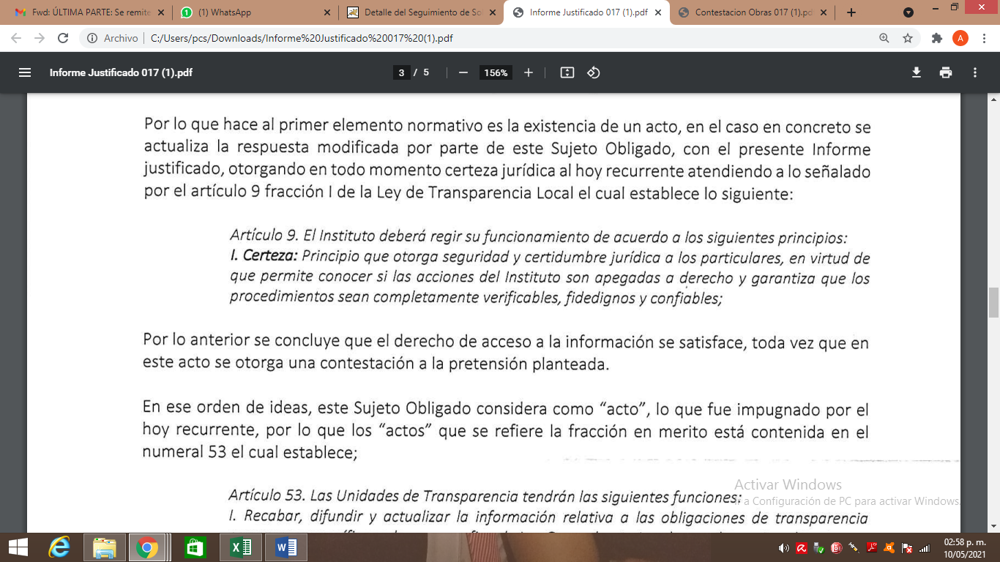 Fwd: ÚLTIMA PARTE: Se remite
(1) WhatsApp
Detalle del Seguimiento de So
Informe Justificado 017 (1).pdf
Contestacion Obras 017 (1).pd
Archivo
C:/Users/pcs/Downloads/Informe%20Justificado%20017%20(1).pdf
A
Informe Justificado 017 (1).pdf
3 / 5
156%
Por lo que hace al primer elemento normativo es la existencia de un acto, en el caso en concreto se
actualiza la respuesta modificada por parte de este Sujeto Obligado, con el presente Informe
justificado, otorgando en todo momento certeza jurídica al hoy recurrente atendiendo a lo señalado
por el artículo 9 fracción I de la Ley de Transparencia Local el cual establece lo siguiente:
Artículo 9. El Instituto deberá regir su funcionamiento de acuerdo a los siguientes principios:
I. Certeza: Principio que otorga seguridad y certidumbre jurídica a los particulares, en virtud de
que permite conocer si las acciones del Instituto son apegadas a derecho y garantiza que los
procedimientos sean completamente verificables, fidedignos y confiables;
Por lo anterior se concluye que el derecho de acceso a la información se satisface, toda vez que en
este acto se otorga una contestación a la pretensión planteada.
En ese orden de ideas, este Sujeto Obligado considera como “acto”, lo que fue impugnado por el
hoy recurrente, por lo que los “actos” que se refiere la fracción en merito está contenida en el
numeral 53 el cual establece;
Artículo 53. Las Unidades de Transparencia tendrán las siguientes funciones:
I. Recabar, difundir y actualizar la información relativa a las obligaciones de transparencia
Activar Windows
Ir a Configuración de PC para activar Windows.
02:58 p. m.
10/05/2021